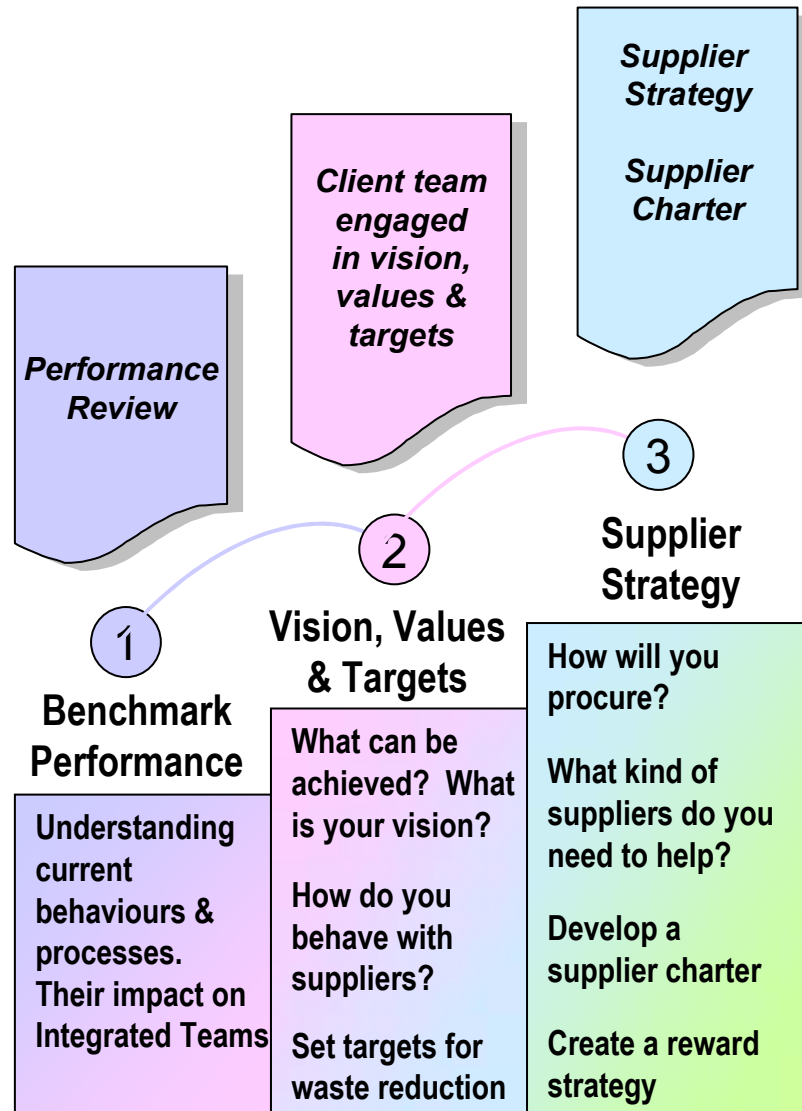 Performance
Review
1
Benchmark
Performance
Understanding
current
behaviours &
processes.
Their impact on
Integrated Teams
Client team
engaged
in vision,
values &
targets
2
Vision, Values
& Targets
What can be
achieved?  What
is your vision?
How do you
behave with
suppliers?
Set targets for
waste reduction
Supplier
Strategy
Supplier
Charter
3
Supplier
Strategy
How will you
procure?
What kind of
suppliers do you
need to help?
Develop a
supplier charter
Create a reward
strategy